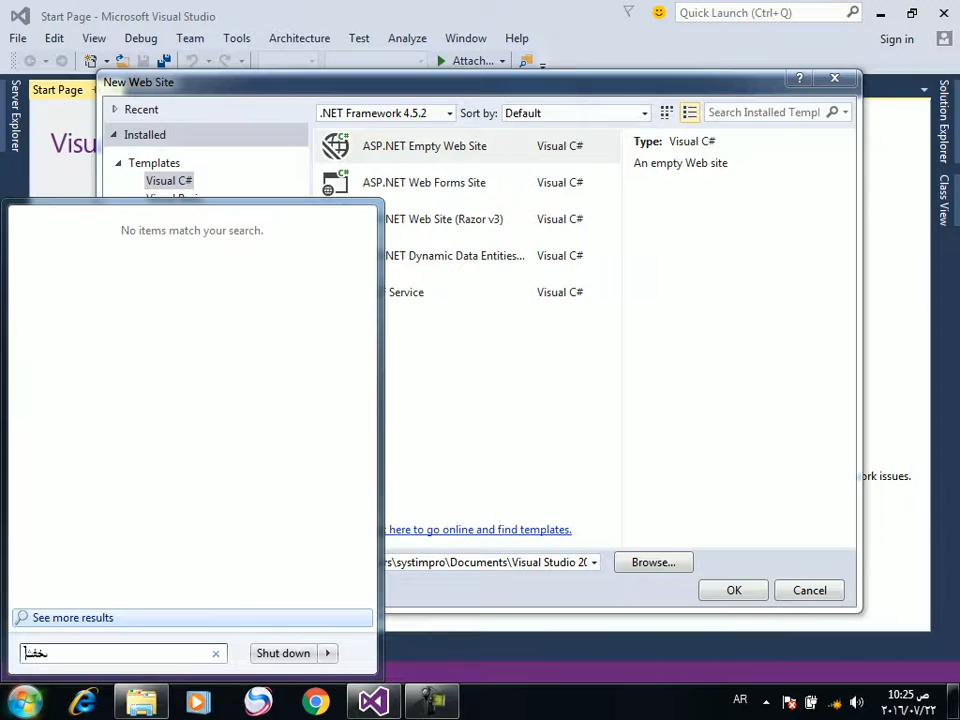 Start Page - Microsoft Visual Studio
Quick Launch (Ctrl+Q)
File Edit View Debug Team Tools Architecture Test Analyze Window Help
Sign in
Attach...
Server Explorer
Start Page
New Web Site
?
Recent
.NET Framework 4.5.2
Sort by: Default
Search Installed Templ
Installed
Templates
Visual C#
ASP.NET Empty Web Site Visual C#
ASP.NET Web Forms Site Visual C#
NET Web Site (Razor v3) Visual C#
NET Dynamic Data Entities... Visual C#
Service Visual C#
Type: Visual C#
An empty Web site
Visu
Solution Explorer
Class View
No items match your search.
ork issues.
here to go online and find templates.
rs\systimpro\Documents\Visual Studio 20
Browse...
OK
Cancel
See more results
Shut down
AR
10:25 ص
٢٠١٦/٠٧/٢٢